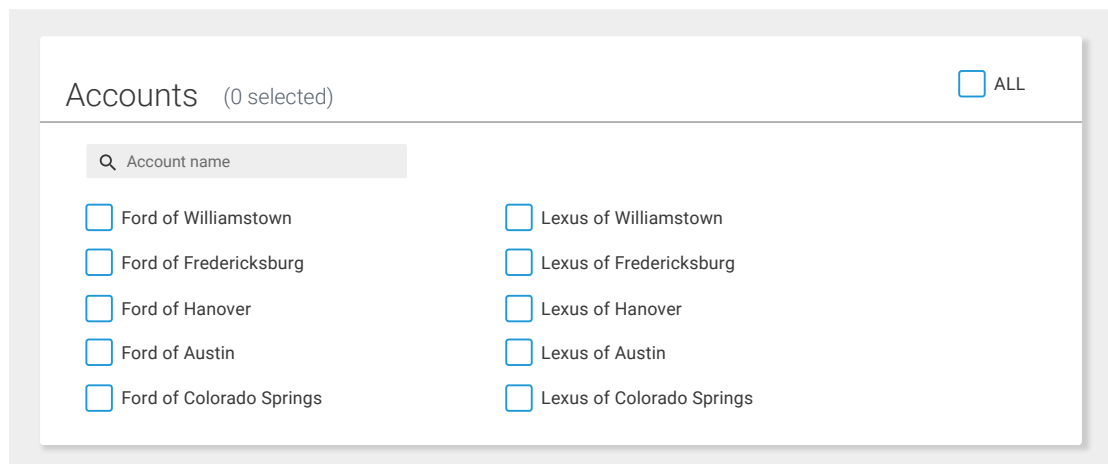 Accounts (0 selected)
ALL
Account name
Ford of Williamstown
Ford of Fredericksburg
Ford of Hanover
Ford of Austin
Ford of Colorado Springs
Lexus of Williamstown
Lexus of Fredericksburg
Lexus of Hanover
Lexus of Austin
Lexus of Colorado Springs